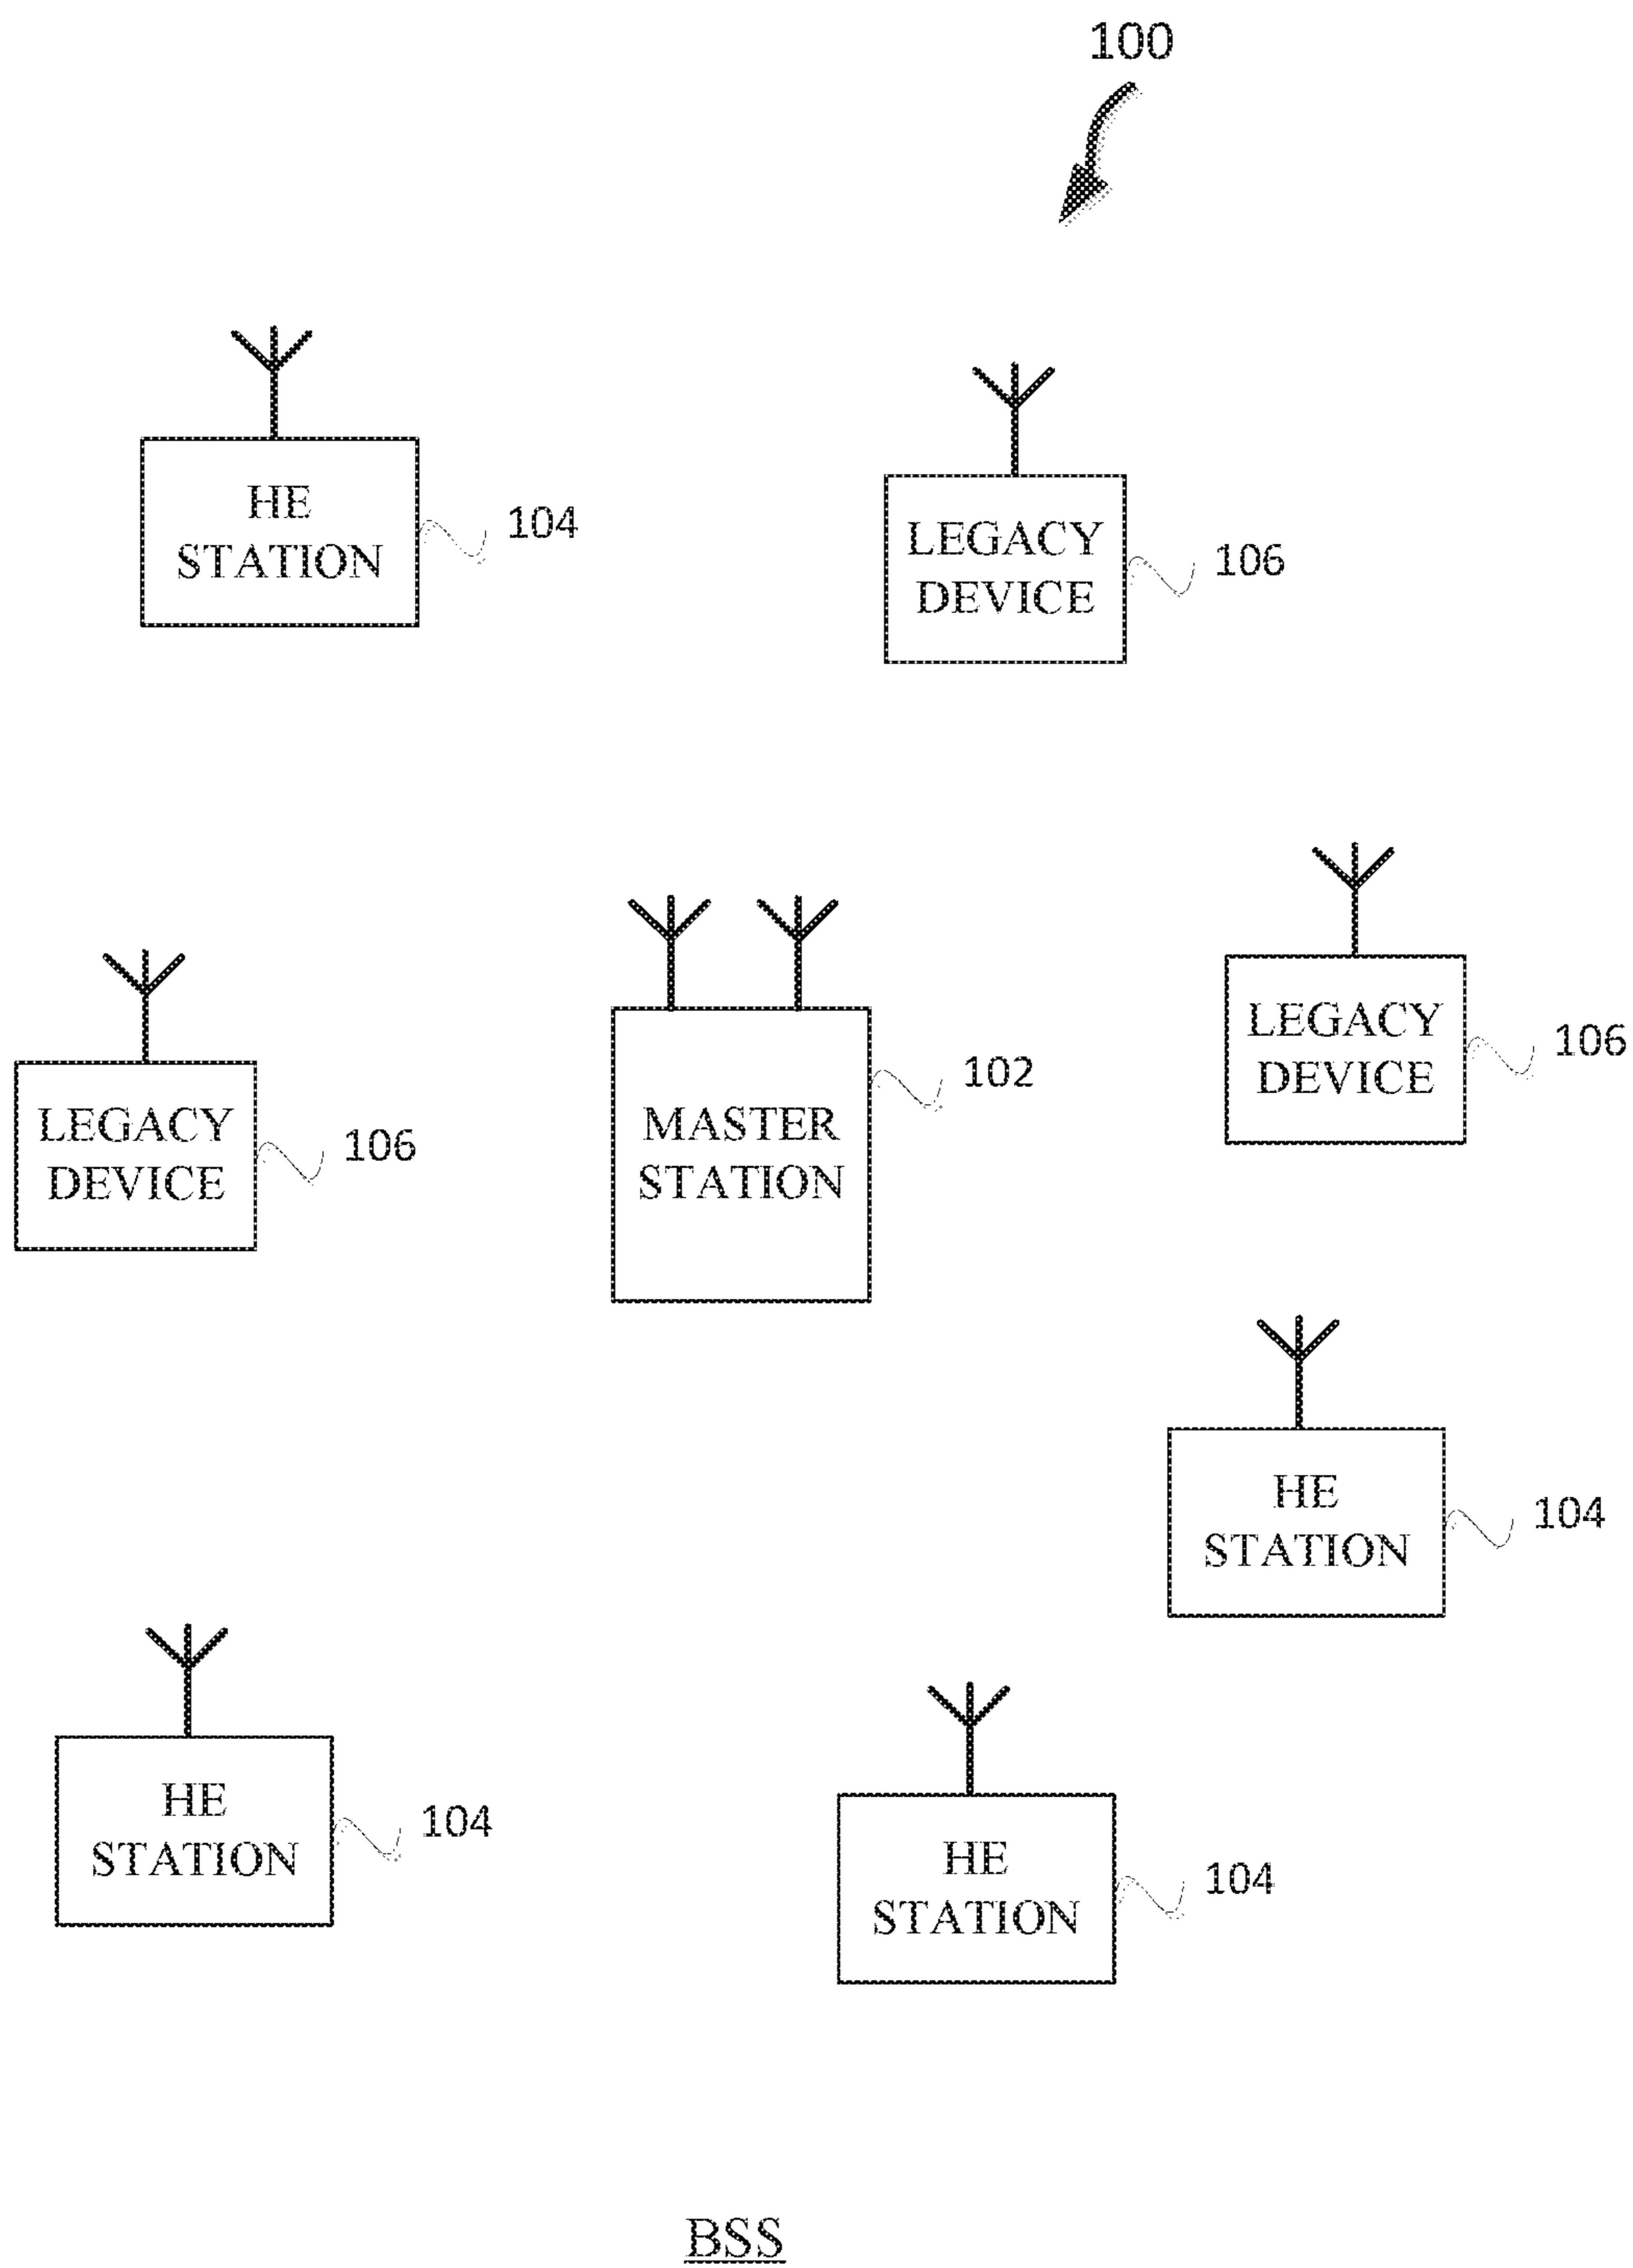 100
HE
STATION
104
LEGACY
DEVICE
106
LEGACY
DEVICE
106
MASTER
STATION
102
LEGACY
DEVICE
106
HE
STATION
104
HE
STATION
104
HE
STATION
104
BSS